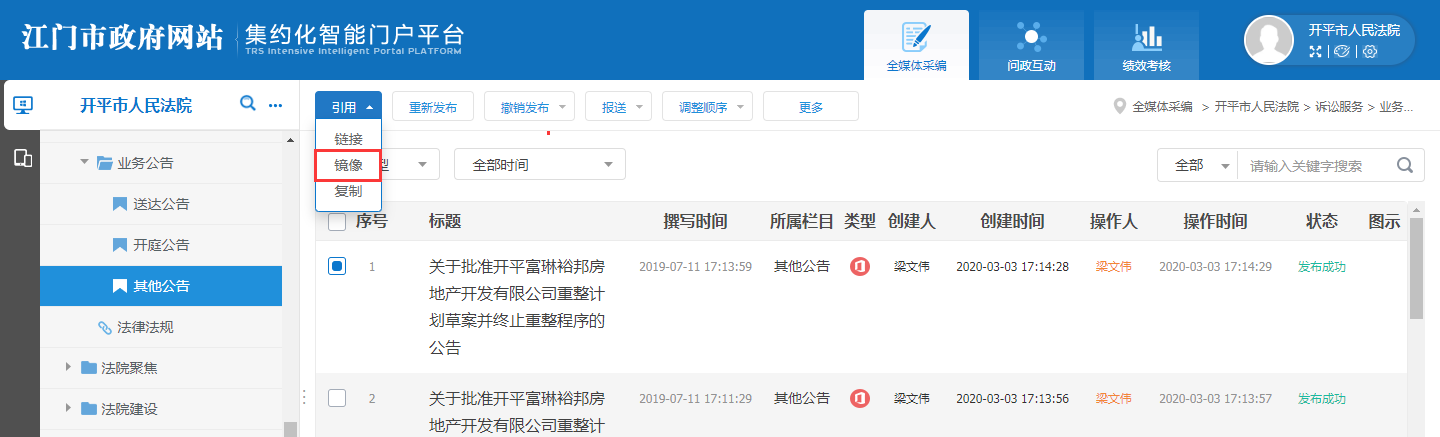 江门市政府网站
集约化智能门户平台
TRS Intensive Intelligent Portal PLATFORM
全媒体采编
问政互动
绩效考核
开平市人民法院
开平市人民法院
引用
重新发布
撤销发布
报送
调整顺序
更多
全媒体采编 > 开平市人民法院 > 诉讼服务 > 业务...
链接
镜像
复制
型
全部时间
全部
请输入关键字搜索
业务公告
送达公告
开庭公告
其他公告
法律法规
法院聚焦
法院建设
序号 标题 撰写时间 所属栏目 类型 创建人 创建时间 操作人 操作时间 状态 图示
1 关于批准开平富琳裕邦房 2019-07-11 17:13:59 其他公告 梁文伟 2020-03-03 17:14:28 梁文伟 2020-03-03 17:14:29 发布成功
地产开发有限公司重整计
划草案并终止重整程序的
公告
2 关于批准开平富琳裕邦房 2019-07-11 17:11:29 其他公告 梁文伟 2020-03-03 17:13:56 梁文伟 2020-03-03 17:13:57 发布成功
地产开发有限公司重整计